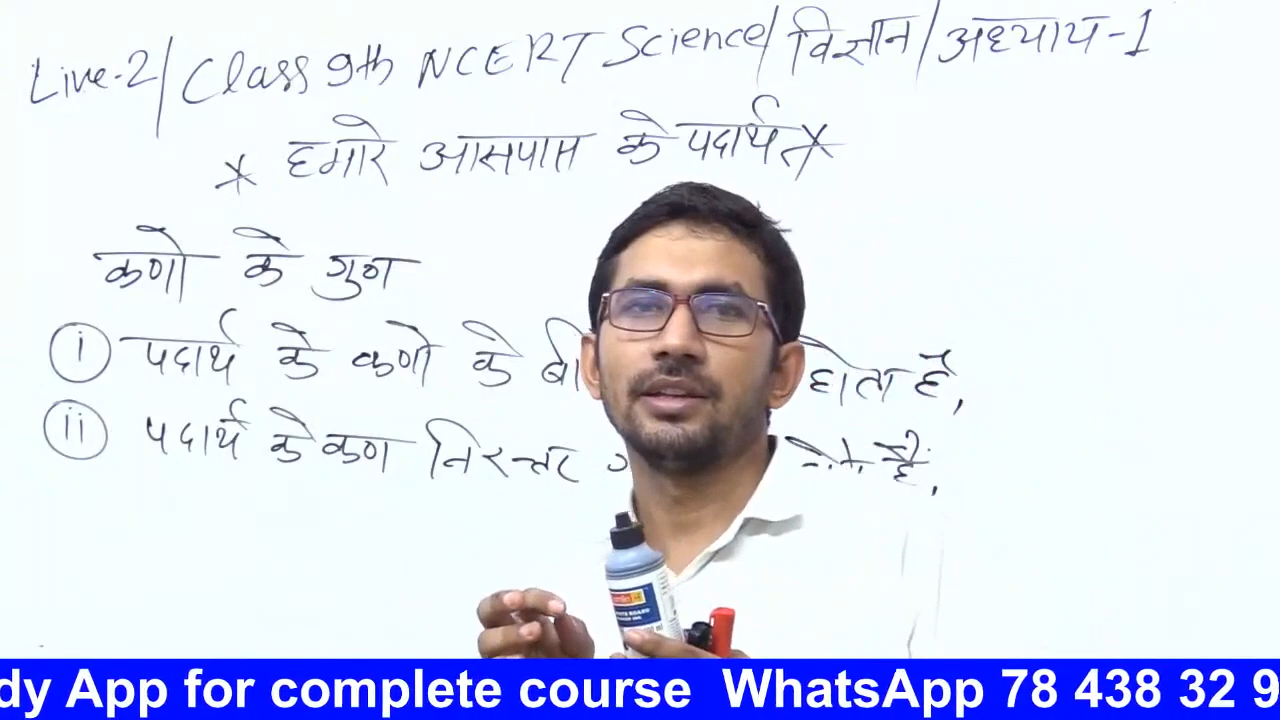 Live-2/ Class 9th NCERT Science/ विज्ञान/ अध्याय-1
* हमारे आसपास के पदार्थ *
कणो के गुण
i पदार्थ के कणो के होता है,
ii पदार्थ के कण निरन्तर है,
dy App for complete course WhatsApp 78 438 32 9